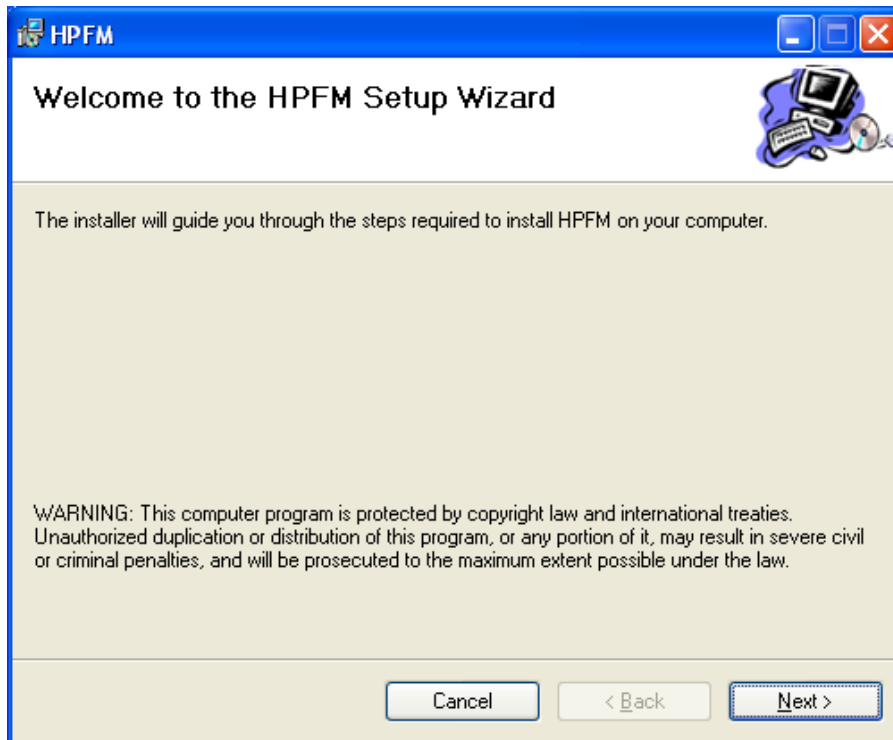 HPFM
Welcome to the HPFM Setup Wizard
The installer will guide you through the steps required to install HPFM on your computer.
WARNING: This computer program is protected by copyright law and international treaties.
Unauthorized duplication or distribution of this program, or any portion of it, may result in severe civil
or criminal penalties, and will be prosecuted to the maximum extent possible under the law.
Cancel < Back Next >